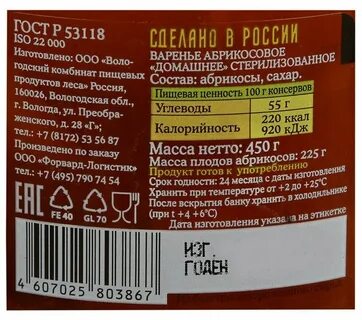 ГОСТ Р 53118
ISO 22 000
Изготовлено: ООО «Воло-
годский комбинат пищевых
продуктов леса» Россия,
160026, Вологодская обл.,
г. Вологда, ул. Преобра-
женского, д. 28 «Г»;
тел.: +7 (8172) 53 56 87
Произведено по заказу
ООО «Форвард-Логистик»
тел.: +7 (495) 790 74 54
EAC FE 40 GL 70
4 607025 803867
СДЕЛАНО В РОССИИ
ВАРЕНЬЕ АБРИКОСОВОЕ
«ДОМАШНЕЕ» СТЕРИЛИЗОВАННОЕ
Состав: абрикосы, сахар.
Пищевая ценность 100 г консервов
Углеводы 55 г
Калорийность 220 ккал
920 кДж
Масса нетто: 450 г
Масса плодов абрикосов: 225 г
Продукт готов к употреблению
Срок годности: 24 месяца с даты изготовления
Хранить при температуре от +2 до +25°С
После вскрытия банку хранить в холодильнике
(при t +4 +6°С)
Дата изготовления указана на этикетке
ИЗГ.
ГОДЕН